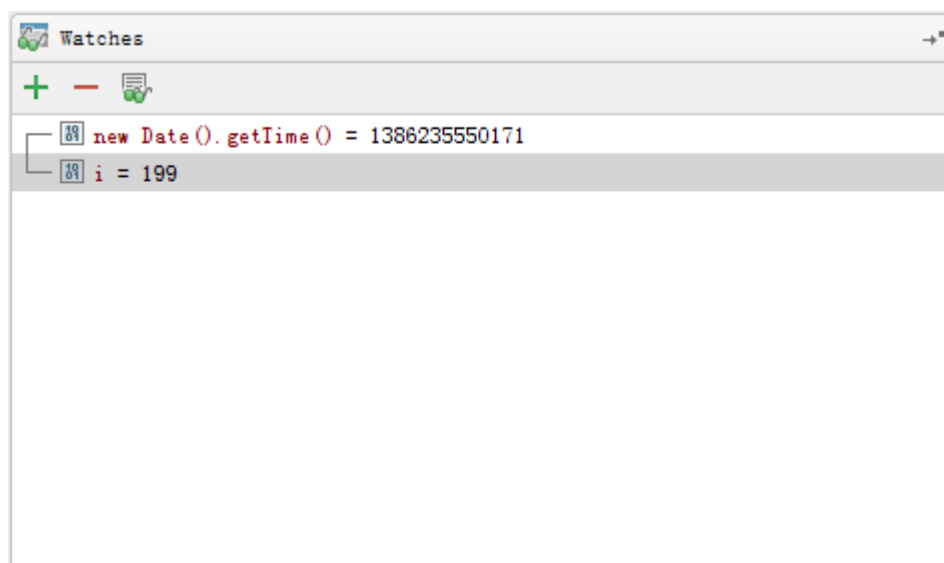 Watches
new Date().getTime() = 1386235550171
i = 199